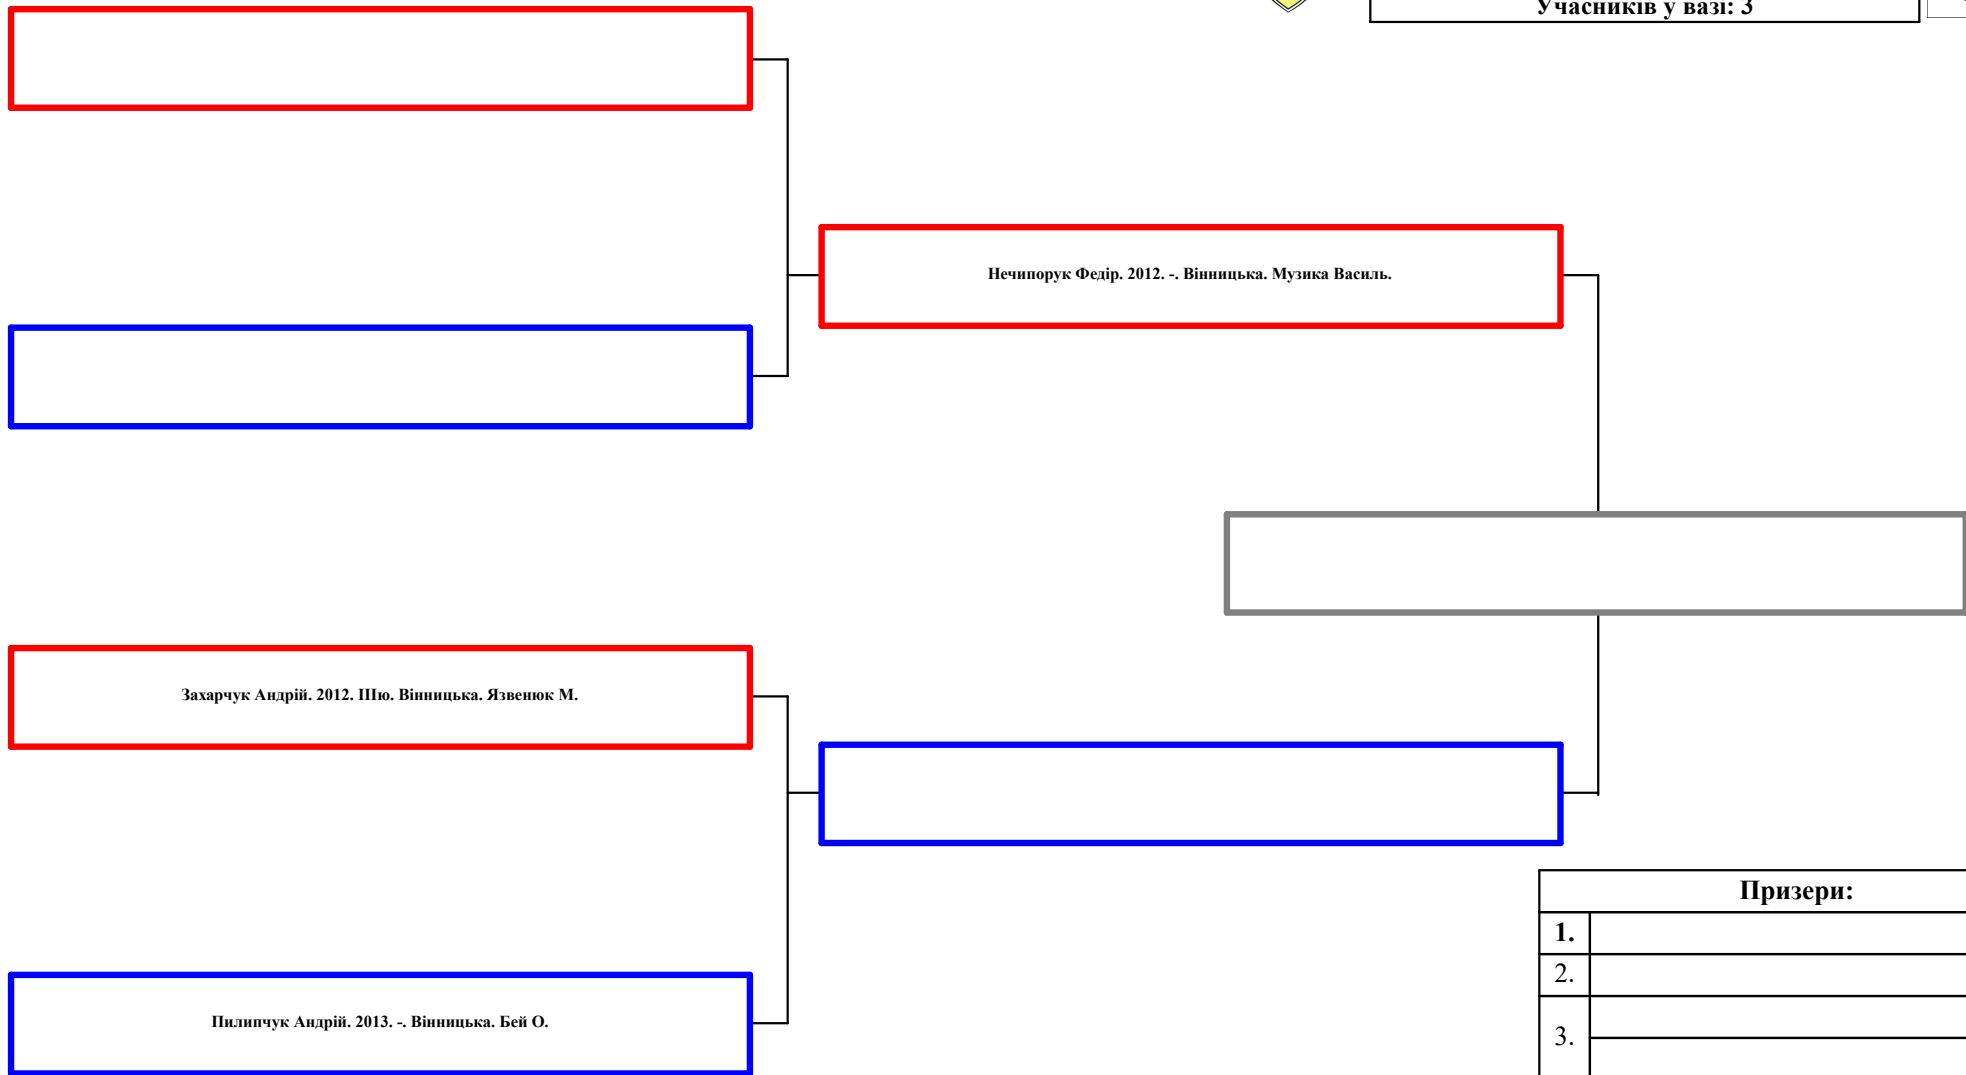 Учасників у вазі: 3
Нечипорук Федір. 2012. -. Вінницька. Музика Василь.
Захарчук Андрій. 2012. ІІІю. Вінницька. Язвенюк М.
Пилипчук Андрій. 2013. -. Вінницька. Бей О.
Призери:
1.
2.
3.